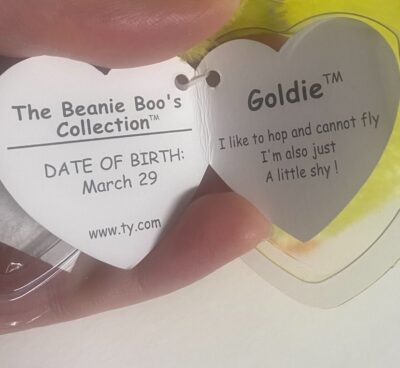 The Beanie Boo's
Collection™
DATE OF BIRTH:
March 29
www.ty.com
Goldie™
I like to hop and cannot fly
I'm also just
A little shy !